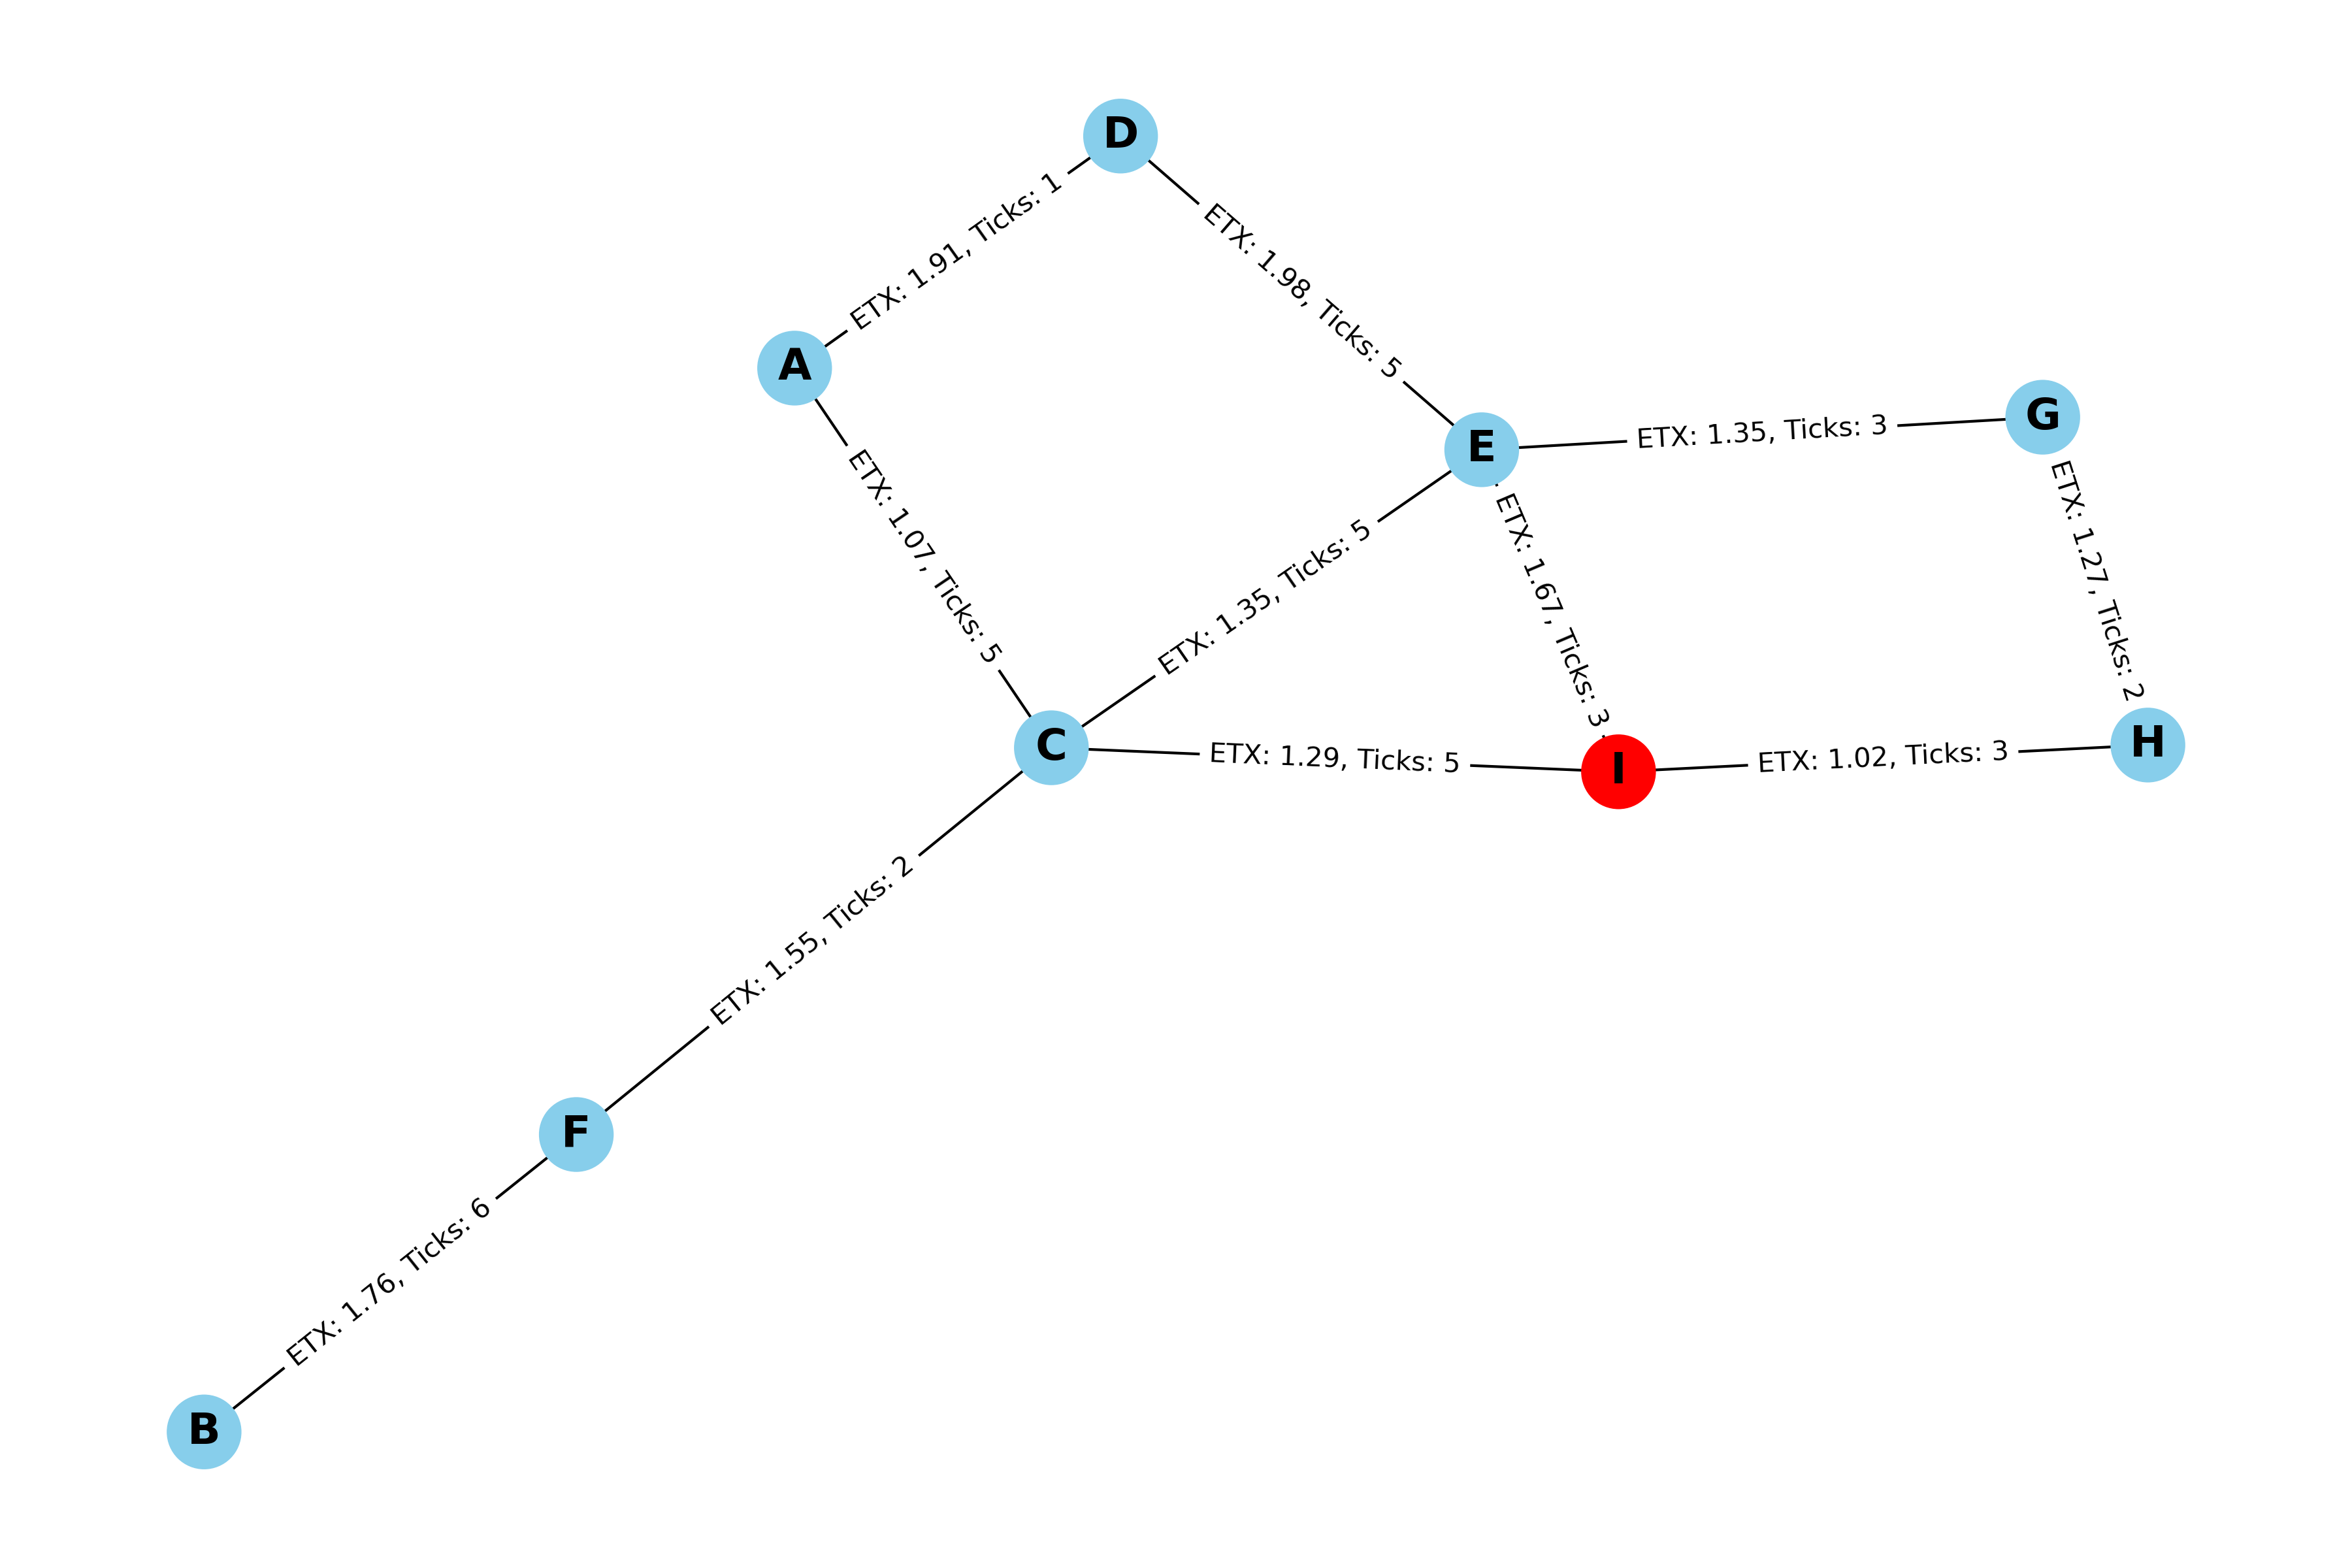 D
ETX: 1.91, Ticks: 1
ETX: 1.98, Ticks: 5
A
G
E
ETX: 1.35, Ticks: 3
ETX: 1.07, Ticks: 5
ETX: 1.35, Ticks: 5
ETX: 1.67, Ticks: 3
ETX: 1.27, Ticks: 2
C
ETX: 1.29, Ticks: 5
I
ETX: 1.02, Ticks: 3
H
ETX: 1.55, Ticks: 2
F
ETX: 1.76, Ticks: 6
B